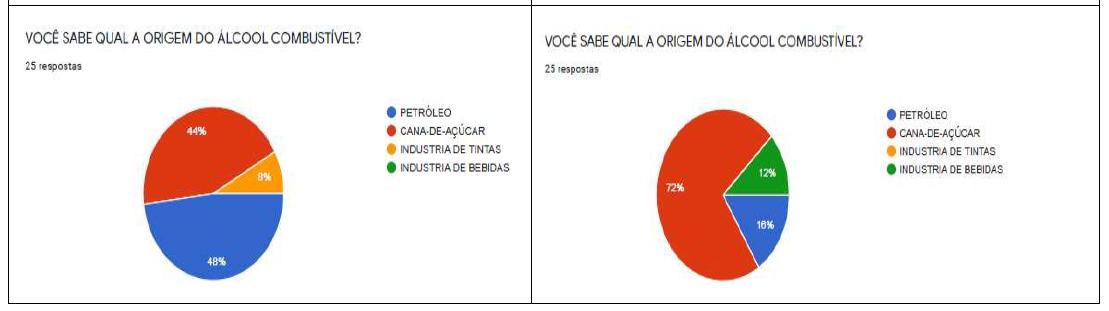 VOCÊ SABE QUAL A ORIGEM DO ÁLCOOL COMBUSTÍVEL?
25 respostas
PETRÓLEO
CANA-DE-AÇÚCAR
INDUSTRIA DE TINTAS
INDUSTRIA DE BEBIDAS
44%
8%
48%
VOCÊ SABE QUAL A ORIGEM DO ÁLCOOL COMBUSTÍVEL?
25 respostas
PETRÓLEO
CANA-DE-AÇÚCAR
INDUSTRIA DE TINTAS
INDUSTRIA DE BEBIDAS
72%
12%
16%